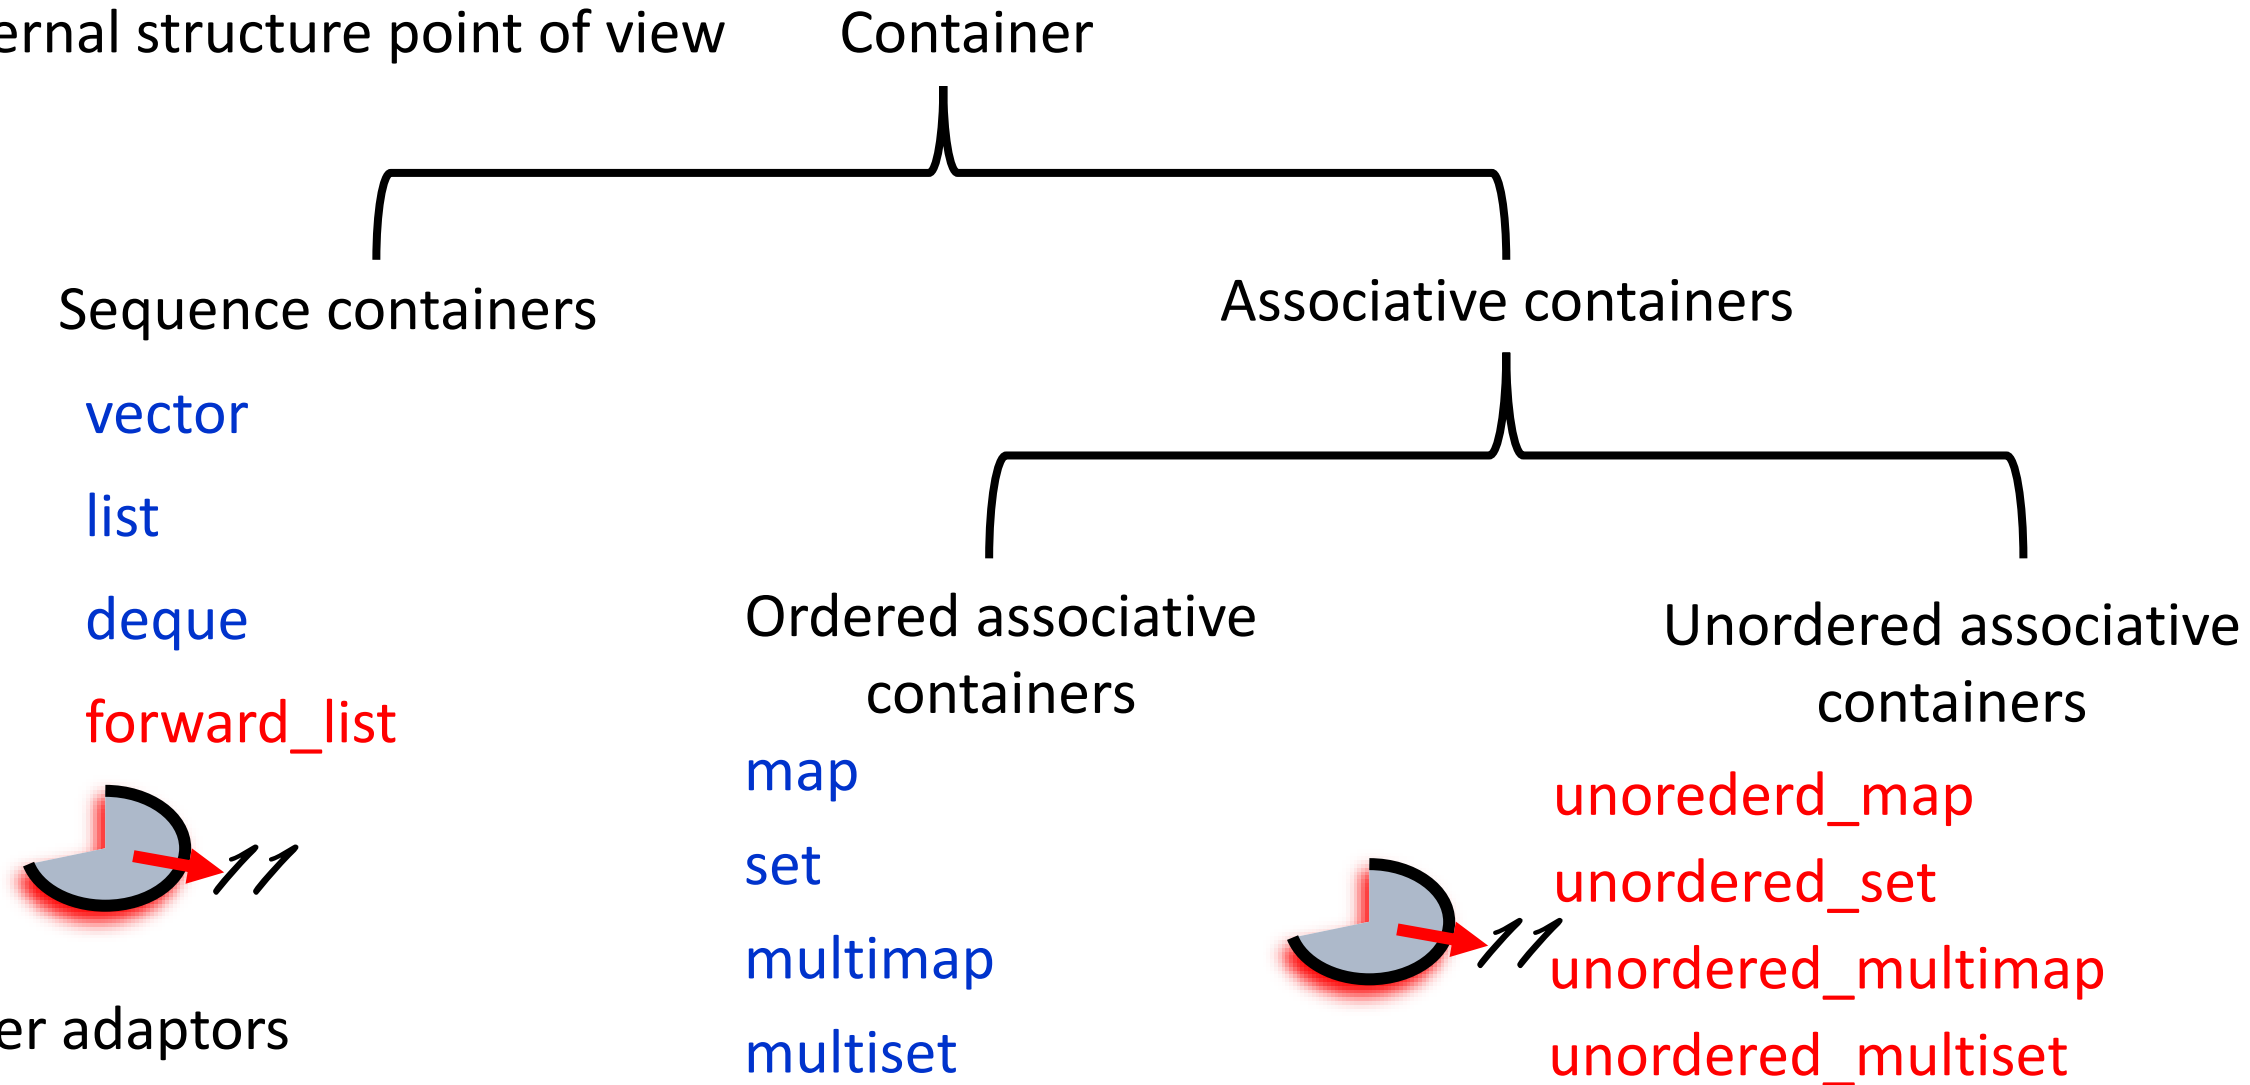 ernal structure point of view
Container
Sequence containers
Associative containers
vector
list
deque
forward_list
11
Ordered associative
containers
map
set
multimap
multiset
Unordered associative
containers
11
unorederd_map
unordered_set
unordered_multimap
unordered_multiset
er adaptors